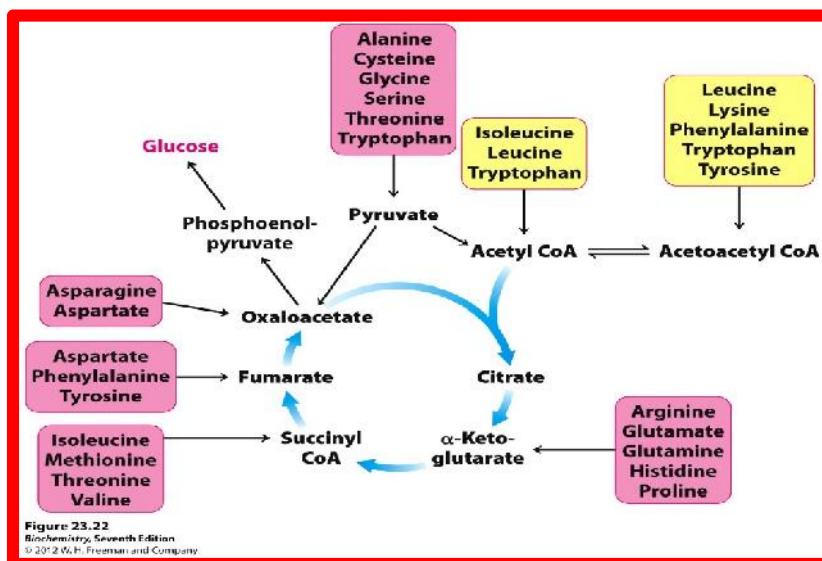 Alanine
Cysteine
Glycine
Serine
Threonine
Tryptophan
Isoleucine
Leucine
Tryptophan
Leucine
Lysine
Phenylalanine
Tryptophan
Tyrosine
Glucose
Phosphoenol-
pyruvate
Pyruvate
Acetyl CoA
Acetoacetyl CoA
Asparagine
Aspartate
Oxaloacetate
Aspartate
Phenylalanine
Tyrosine
Fumarate
Citrate
Isoleucine
Methionine
Threonine
Valine
Succinyl
CoA
α-Keto-
glutarate
Arginine
Glutamate
Glutamine
Histidine
Proline
Figure 23.22
Biochemistry, Seventh Edition
© 2012 W. H. Freeman and Company